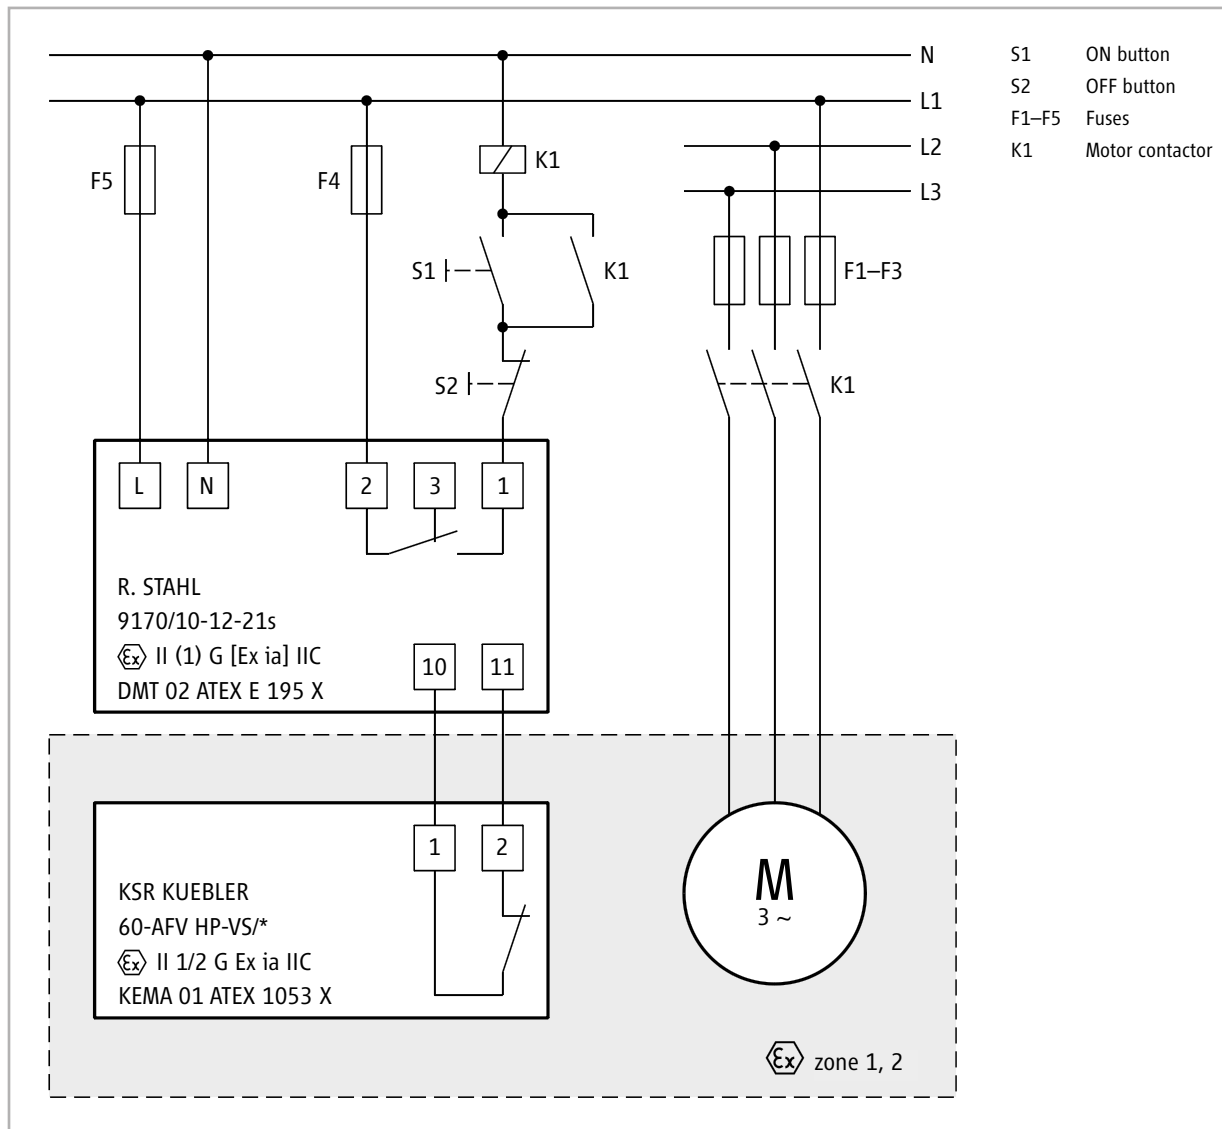 N
S1 ON button
L1
S2 OFF button
F1–F5 Fuses
L2
K1 Motor contactor
K1
F5
F4
L3
S1
K1
F1–F3
S2
K1
L
N
2
3
1
R. STAHL
9170/10-12-21s
Ex II (1) G [Ex ia] IIC
DMT 02 ATEX E 195 X
10
11
1
2
KSR KUEBLER
60-AFV HP-VS/*
Ex II 1/2 G Ex ia IIC
KEMA 01 ATEX 1053 X
M
3 ~
Ex zone 1, 2